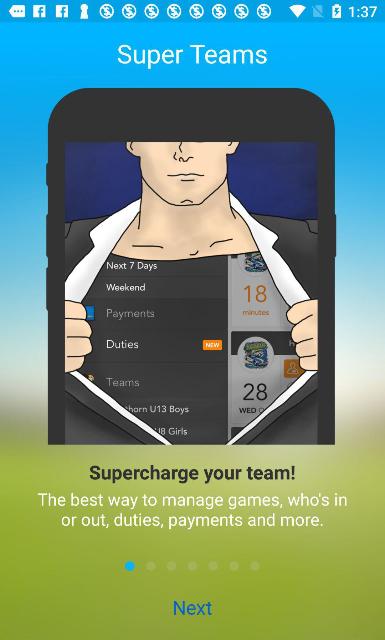 1:37
Super Teams
Next 7 Days
Weekend
18
minutes
Payments
Duties
NEW
Teams
28
WED
horn U13 Boys
U8 Girls
Supercharge your team!
The best way to manage games, who's in
or out, duties, payments and more.
Next